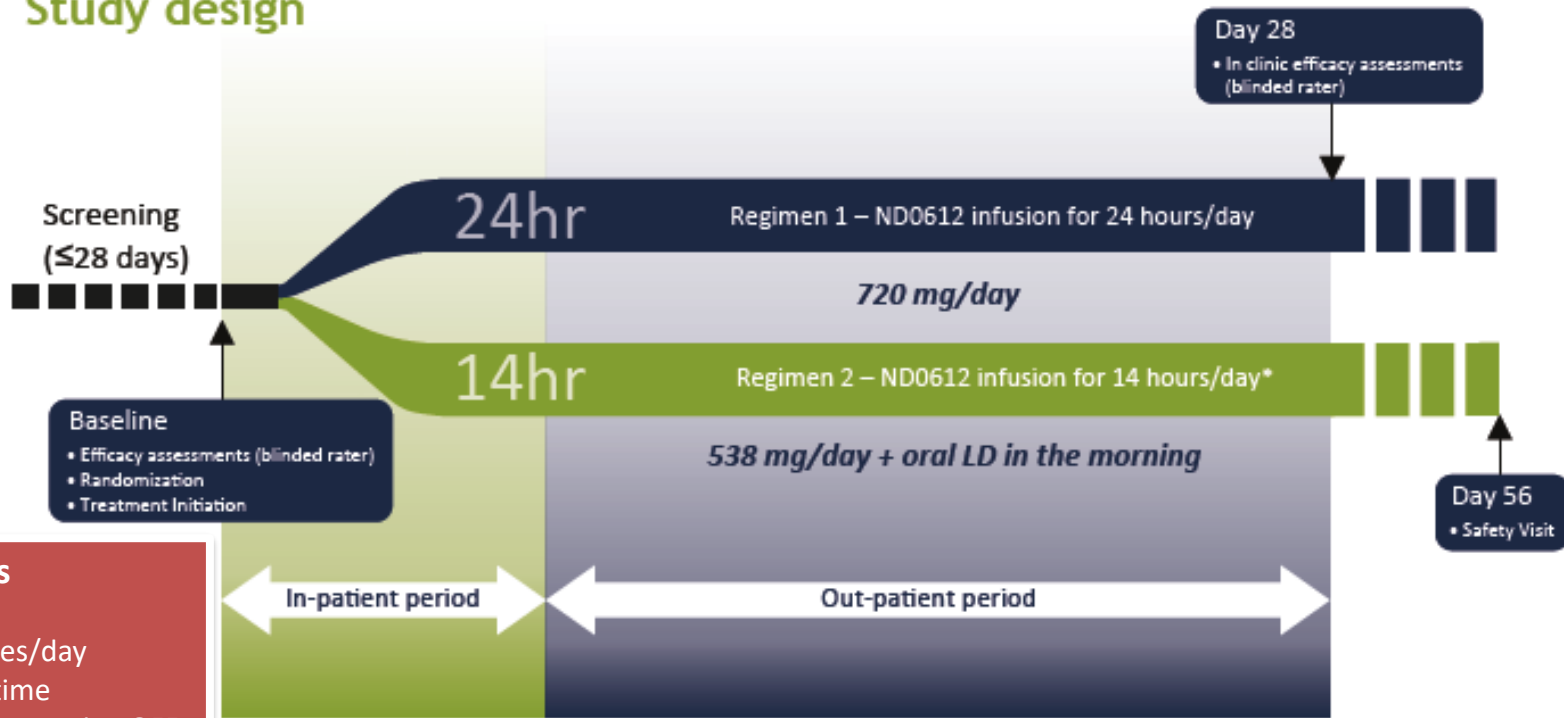 Study design
Day 28
• In clinic efficacy assessments
(blinded rater)
Screening
(≤28 days)
24hr
Regimen 1 – ND0612 infusion for 24 hours/day
720 mg/day
14hr
Regimen 2 – ND0612 infusion for 14 hours/day*
538 mg/day + oral LD in the morning
Baseline
• Efficacy assessments (blinded rater)
• Randomization
• Treatment Initiation
Day 56
• Safety Visit
In-patient period
Out-patient period
s
es/day
time